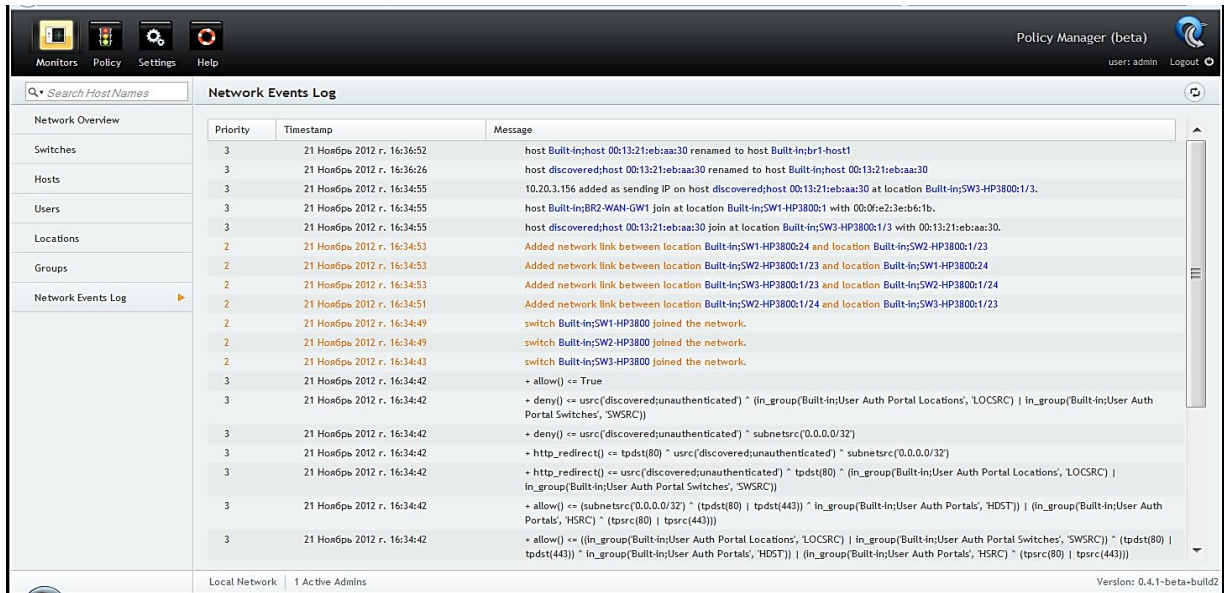 Policy Manager (beta)
Monitors Policy Settings Help
user: admin Logout
Search Host Names
Network Events Log
Network Overview
Switches
Hosts
Users
Locations
Groups
Network Events Log
Priority Timestamp Message
3 21 Ноябрь 2012 г. 16:36:52 host Built-in;host 00:13:21:eb:aa:30 renamed to host Built-in;br1-host1
3 21 Ноябрь 2012 г. 16:36:26 host discovered;host 00:13:21:eb:aa:30 renamed to host Built-in;host 00:13:21:eb:aa:30
3 21 Ноябрь 2012 г. 16:34:55 10.20.3.156 added as sending IP on host discovered;host 00:13:21:eb:aa:30 at location Built-in;SW3-HP3800:1/3.
3 21 Ноябрь 2012 г. 16:34:55 host Built-in;BR2-WAN-GW1 join at location Built-in;SW1-HP3800:1 with 00:0f:e2:3e:b6:1b.
3 21 Ноябрь 2012 г. 16:34:55 host discovered;host 00:13:21:eb:aa:30 join at location Built-in;SW3-HP3800:1/3 with 00:13:21:eb:aa:30.
2 21 Ноябрь 2012 г. 16:34:53 Added network link between location Built-in;SW1-HP3800:24 and location Built-in;SW2-HP3800:1/23
2 21 Ноябрь 2012 г. 16:34:53 Added network link between location Built-in;SW2-HP3800:1/23 and location Built-in;SW1-HP3800:24
2 21 Ноябрь 2012 г. 16:34:53 Added network link between location Built-in;SW3-HP3800:1/23 and location Built-in;SW2-HP3800:1/24
2 21 Ноябрь 2012 г. 16:34:51 Added network link between location Built-in;SW2-HP3800:1/24 and location Built-in;SW3-HP3800:1/23
2 21 Ноябрь 2012 г. 16:34:49 switch Built-in;SW1-HP3800 joined the network.
2 21 Ноябрь 2012 г. 16:34:49 switch Built-in;SW2-HP3800 joined the network.
2 21 Ноябрь 2012 г. 16:34:43 switch Built-in;SW3-HP3800 joined the network.
3 21 Ноябрь 2012 г. 16:34:42 + allow() <= True
3 21 Ноябрь 2012 г. 16:34:42 + deny() <= usrc('discovered;unauthenticated') ^ (in_group('Built-in;User Auth Portal Locations', 'LOCSRC') | in_group('Built-in;User Auth
Portal Switches', 'SWSRC'))
3 21 Ноябрь 2012 г. 16:34:42 + deny() <= usrc('discovered;unauthenticated') ^ subnetsrc('0.0.0.0/32')
3 21 Ноябрь 2012 г. 16:34:42 + http_redirect() <= tpdst(80) ^ usrc('discovered;unauthenticated') ^ subnetsrc('0.0.0.0/32')
3 21 Ноябрь 2012 г. 16:34:42 + http_redirect() <= usrc('discovered;unauthenticated') ^ tpdst(80) ^ (in_group('Built-in;User Auth Portal Locations', 'LOCSRC') |
in_group('Built-in;User Auth Portal Switches', 'SWSRC'))
3 21 Ноябрь 2012 г. 16:34:42 + allow() <= (subnetsrc('0.0.0.0/32') ^ (tpdst(80) | tpdst(443)) ^ in_group('Built-in;User Auth Portals', 'HDST')) | (in_group('Built-in;User Auth
Portals', 'HSRC') ^ (tpsrc(80) | tpsrc(443)))
3 21 Ноябрь 2012 г. 16:34:42 + allow() <= ((in_group('Built-in;User Auth Portal Locations', 'LOCSRC') | in_group('Built-in;User Auth Portal Switches', 'SWSRC')) ^ (tpdst(80) |
tpdst(443)) ^ in_group('Built-in;User Auth Portals', 'HDST')) | (in_group('Built-in;User Auth Portals', 'HSRC') ^ (tpsrc(80) | tpsrc(443)))
Local Network 1 Active Admins Version: 0.4.1~beta+build2